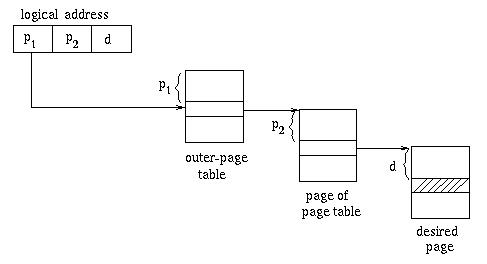 logical address
p1 p2 d
p1
outer-page
table
p2
page of
page table
d
desired
page